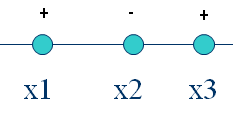 + - +
x1 x2 x3